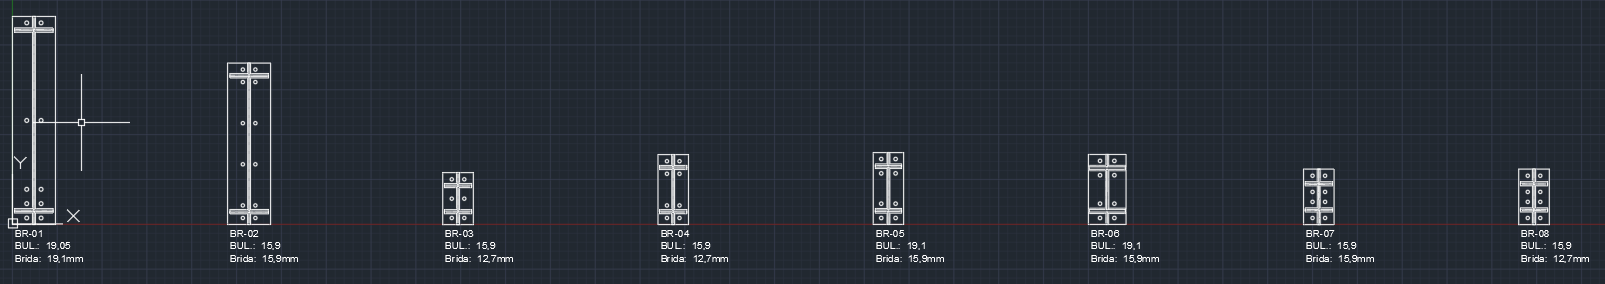 Y
X
BR-01
BUL.: 19,05
Brida: 19,1mm
BR-02
BUL.: 15,9
Brida: 15,9mm
BR-03
BUL.: 15,9
Brida: 12,7mm
BR-04
BUL.: 15,9
Brida: 12,7mm
BR-05
BUL.: 19,1
Brida: 15,9mm
BR-06
BUL.: 19,1
Brida: 15,9mm
BR-07
BUL.: 15,9
Brida: 15,9mm
BR-08
BUL.: 15,9
Brida: 12,7mm